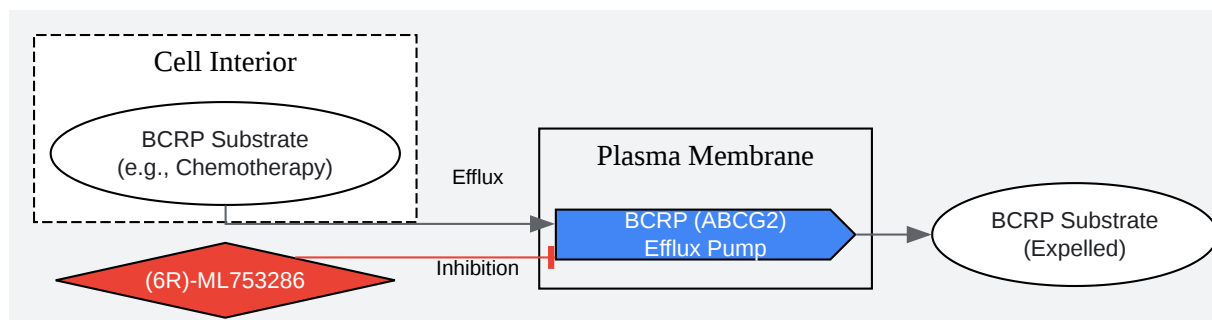 Cell Interior
BCRP Substrate
(e.g., Chemotherapy)
Efflux
Plasma Membrane
BCRP (ABCG2)
Efflux Pump
BCRP Substrate
(Expelled)
(6R)-ML753286
Inhibition